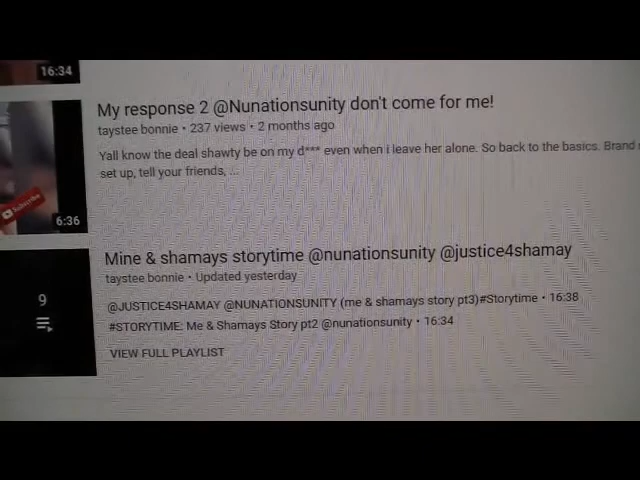 16:34
My response 2 @Nunationsunity don't come for me!
taystee bonnie • 237 views • 2 months ago
Yall know the deal shawty be on my d*** even when i leave her alone. So back to the basics. Brand
set up, tell your friends, ...
Subscribe
6:36
Mine & shamays storytime @nunationsunity @justice4shamay
taystee bonnie • Updated yesterday
9
@JUSTICE4SHAMAY @NUNATIONSUNITY (me & shamays story pt3)#Storytime • 16:38
#STORYTIME: Me & Shamays Story pt2 @nunationsunity • 16:34
VIEW FULL PLAYLIST